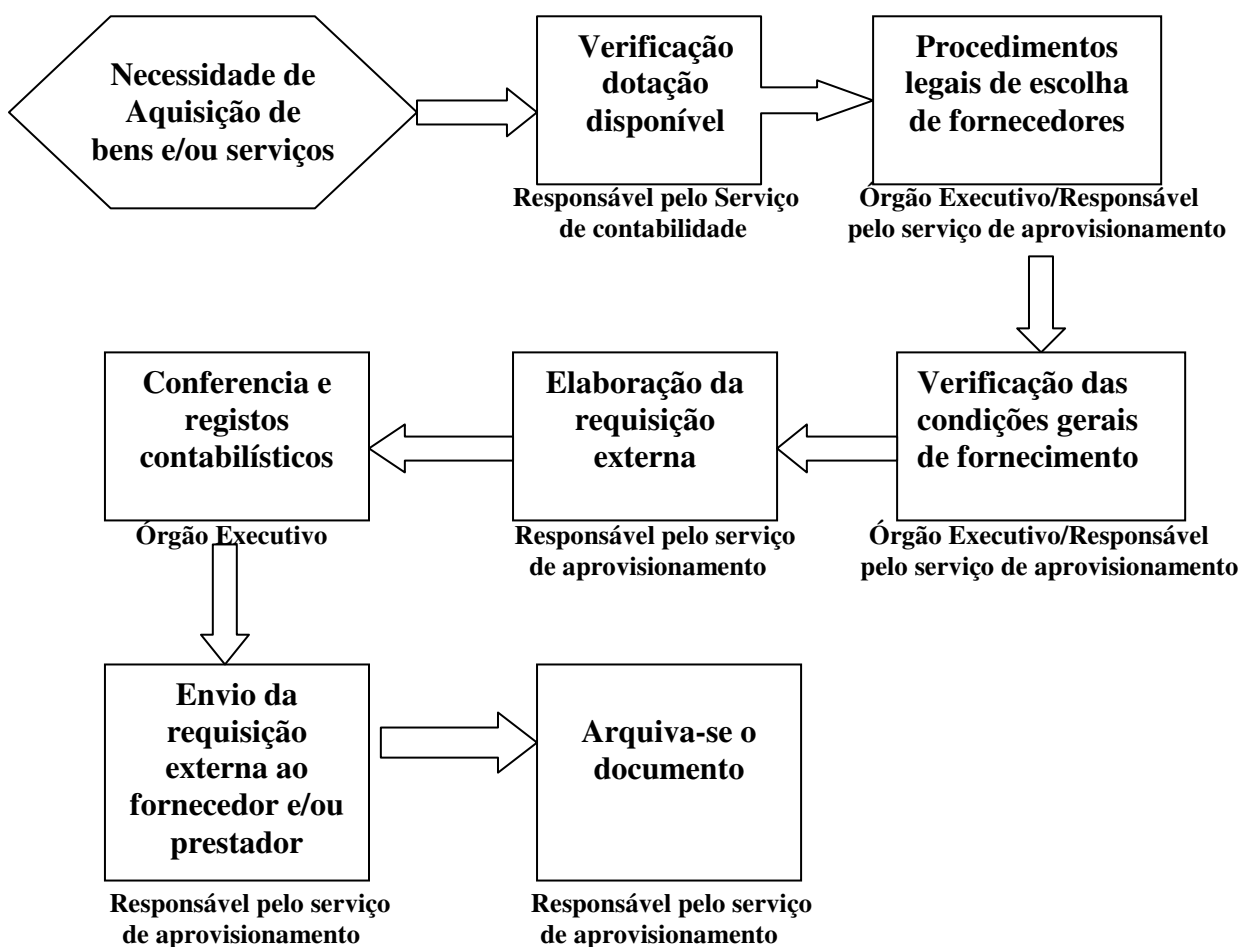 Necessidade de
Aquisição de
bens e/ou serviços
Verificação
dotação
disponível
Responsável pelo Serviço
de contabilidade
Procedimentos
legais de escolha
de fornecedores
Órgão Executivo/Responsável
pelo serviço de aprovisionamento
Verificação das
condições gerais
de fornecimento
Órgão Executivo/Responsável
pelo serviço de aprovisionamento
Elaboração da
requisição
externa
Responsável pelo serviço
de aprovisionamento
Conferencia e
registos
contabilísticos
Órgão Executivo
Envio da
requisição
externa ao
fornecedor e/ou
prestador
Responsável pelo serviço
de aprovisionamento
Arquiva-se o
documento
Responsável pelo serviço
de aprovisionamento